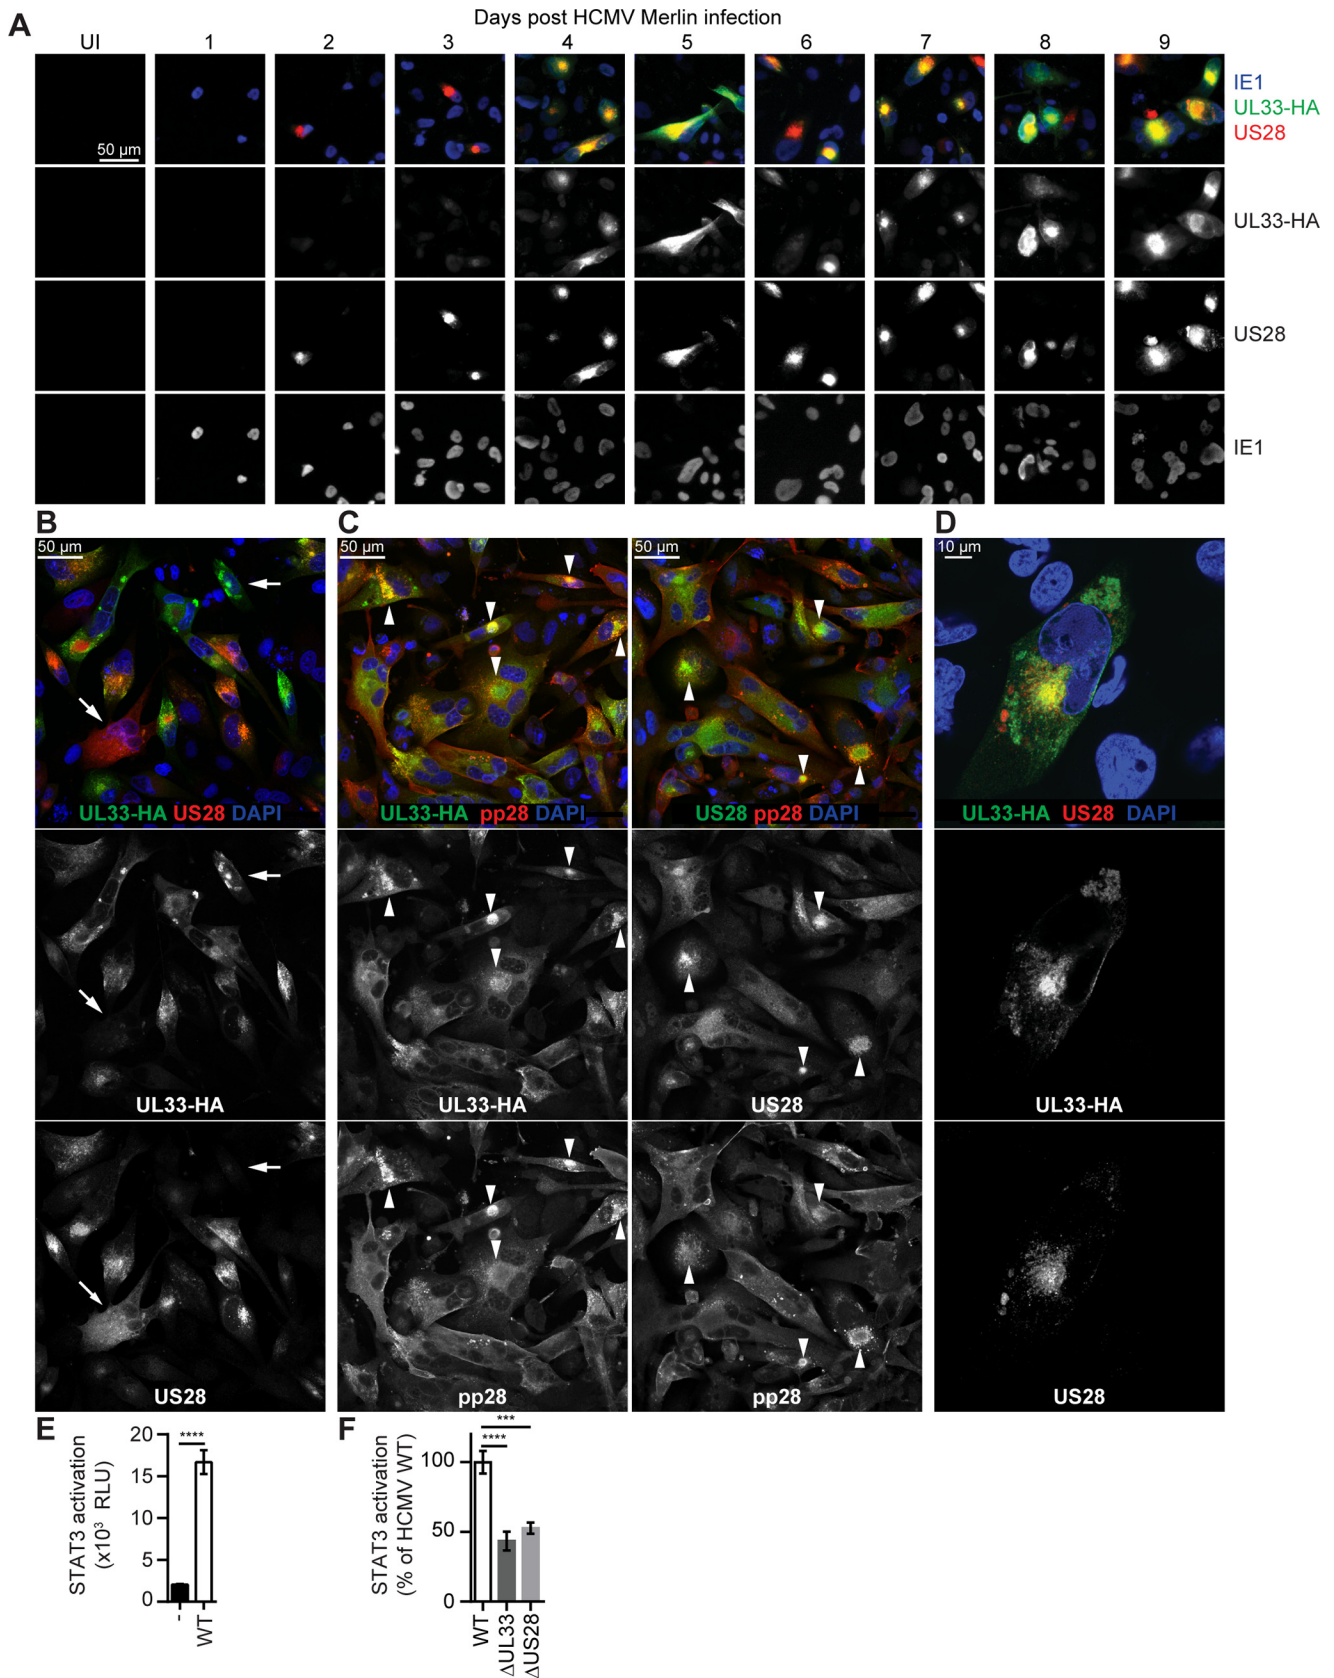 A
Days post HCMV Merlin infection
UI 1 2 3 4 5 6 7 8 9
50 µm
IE1
UL33-HA
US28
UL33-HA
US28
IE1
B C D
50 µm 50 µm 50 µm 10 µm
UL33-HA US28 DAPI UL33-HA pp28 DAPI US28 pp28 DAPI UL33-HA US28 DAPI
UL33-HA UL33-HA US28 UL33-HA
US28 pp28 pp28 US28
E
STAT3 activation
(x10³ RLU)
20
15
10
5
0
****
-
WT
F
STAT3 activation
(% of HCMV WT)
100
50
0
***
****
WT
ΔUL33
ΔUS28